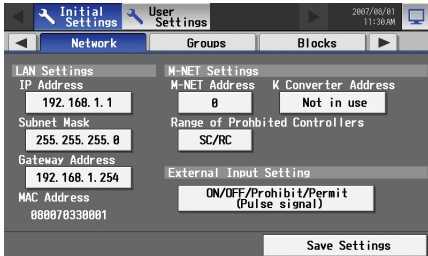 Initial Settings
User Settings
2007/08/01
11:30AM
Network
Groups
Blocks
LAN Settings
IP Address
192.168.1.1
Subnet Mask
255.255.255.0
Gateway Address
192.168.1.254
MAC Address
080070330001
M-NET Settings
M-NET Address
K Converter Address
0
Not in use
Range of Prohbited Controllers
SC/RC
External Input Setting
ON/OFF/Prohibit/Permit
(Pulse signal)
Save Settings